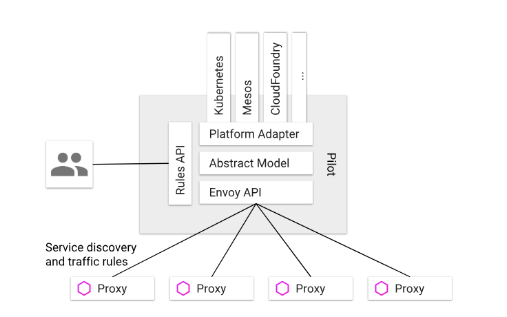 Kubernetes
Mesos
CloudFoundry
...
Platform Adapter
Rules API
Abstract Model
Pilot
Envoy API
Service discovery
and traffic rules
Proxy
Proxy
Proxy
Proxy